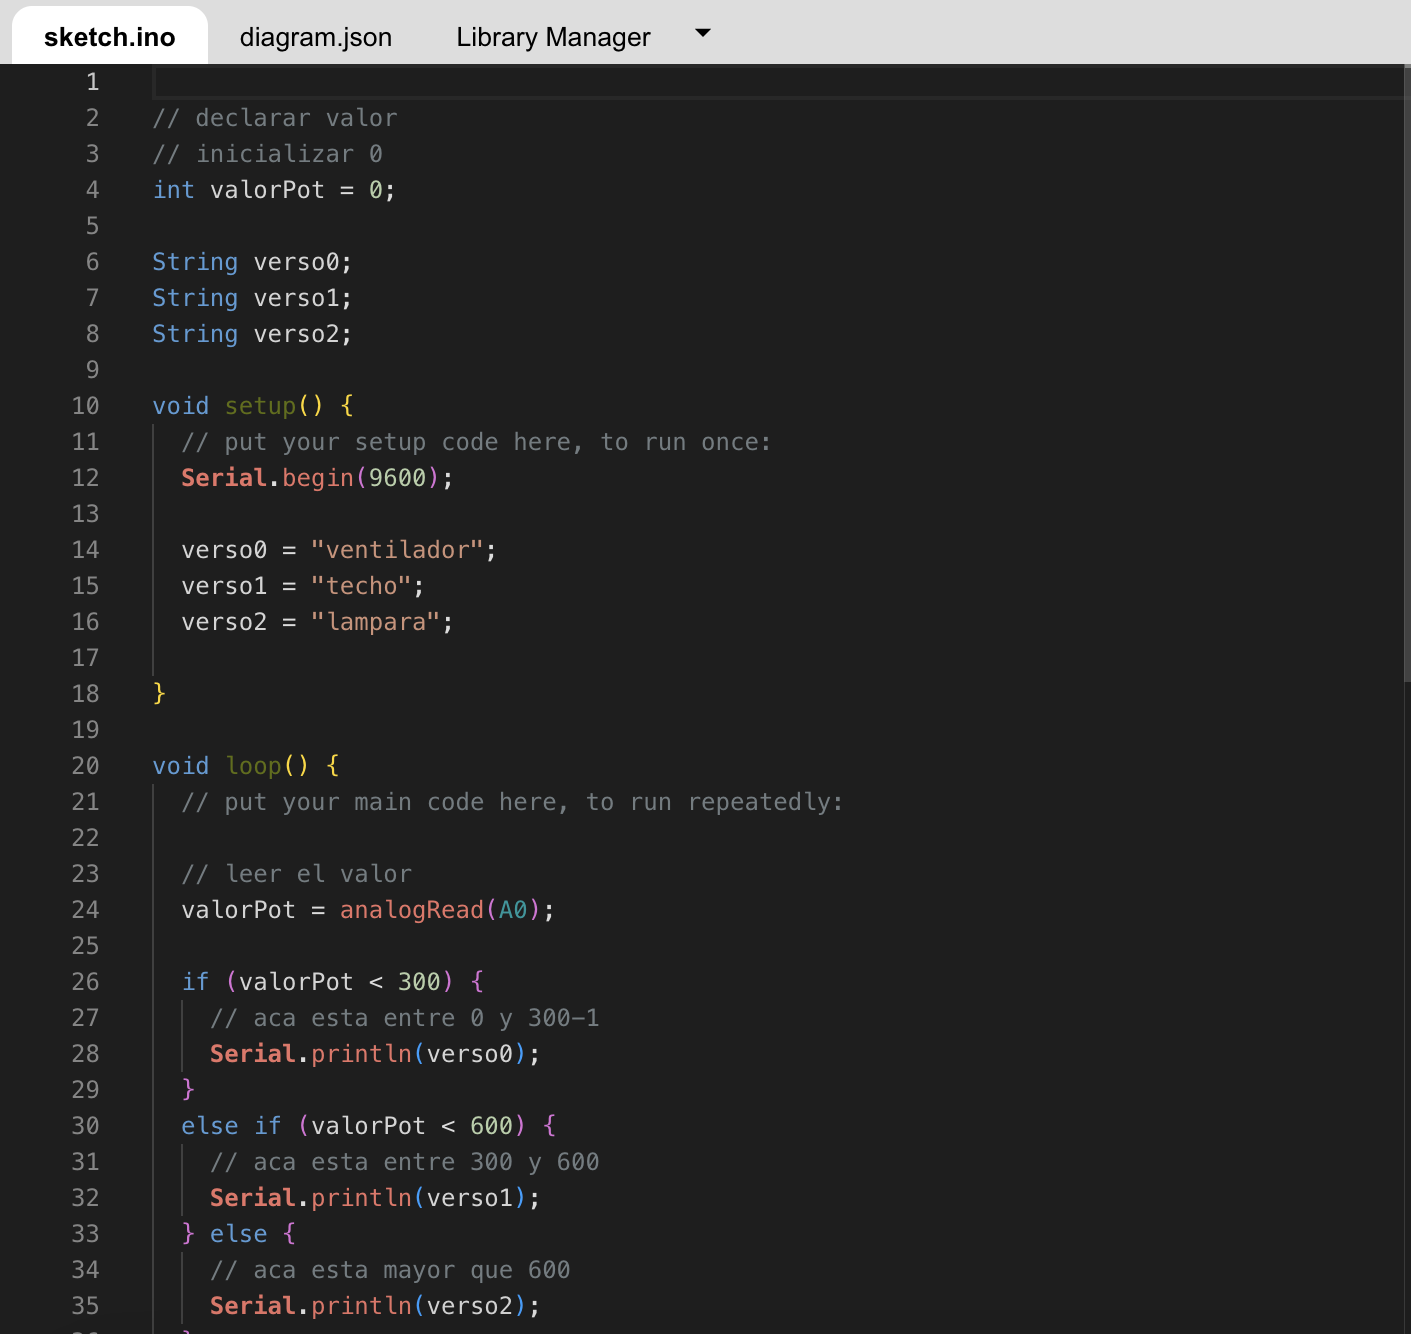 sketch.ino diagram.json Library Manager
1
2 // declarar valor
3 // inicializar 0
4 int valorPot = 0;
5
6 String verso0;
7 String verso1;
8 String verso2;
9
10 void setup() {
11 // put your setup code here, to run once:
12 Serial.begin(9600);
13
14 verso0 = "ventilador";
15 verso1 = "techo";
16 verso2 = "lampara";
17
18 }
19
20 void loop() {
21 // put your main code here, to run repeatedly:
22
23 // leer el valor
24 valorPot = analogRead(A0);
25
26 if (valorPot < 300) {
27 // aca esta entre 0 y 300-1
28 Serial.println(verso0);
29 }
30 else if (valorPot < 600) {
31 // aca esta entre 300 y 600
32 Serial.println(verso1);
33 } else {
34 // aca esta mayor que 600
35 Serial.println(verso2);